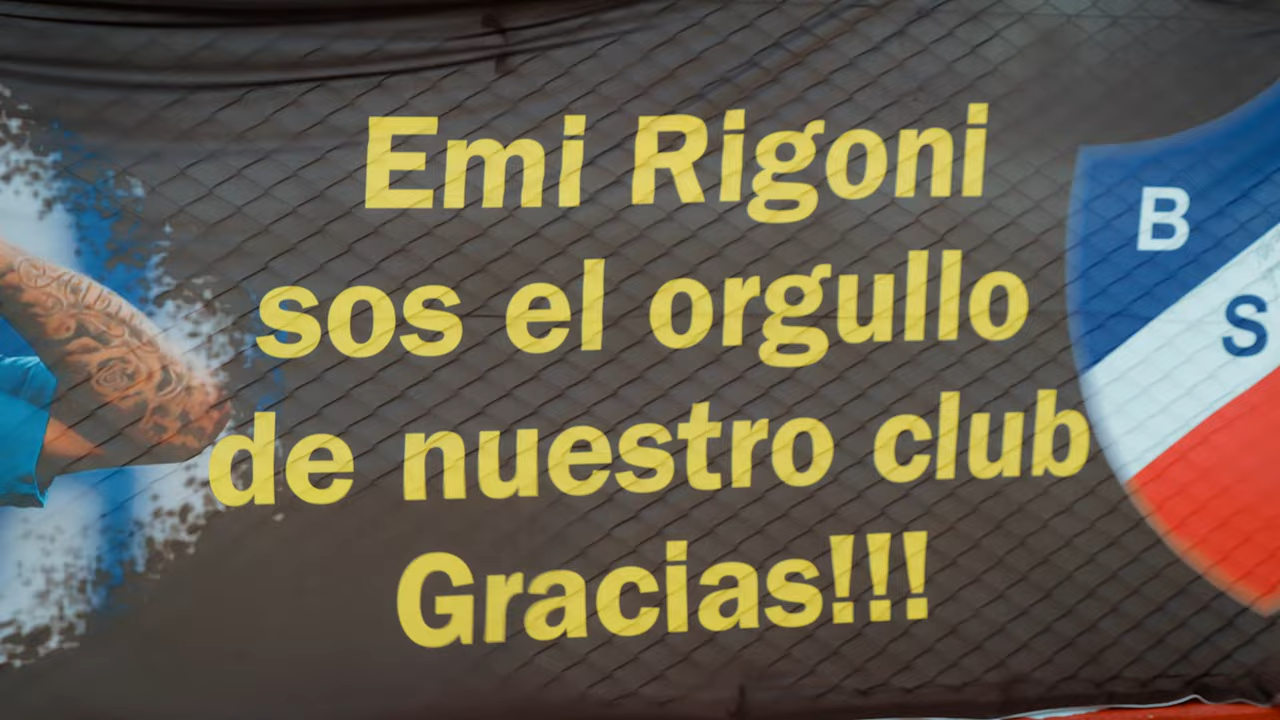 Emi Rigoni
sos el orgullo
de nuestro club
Gracias!!!
B
S